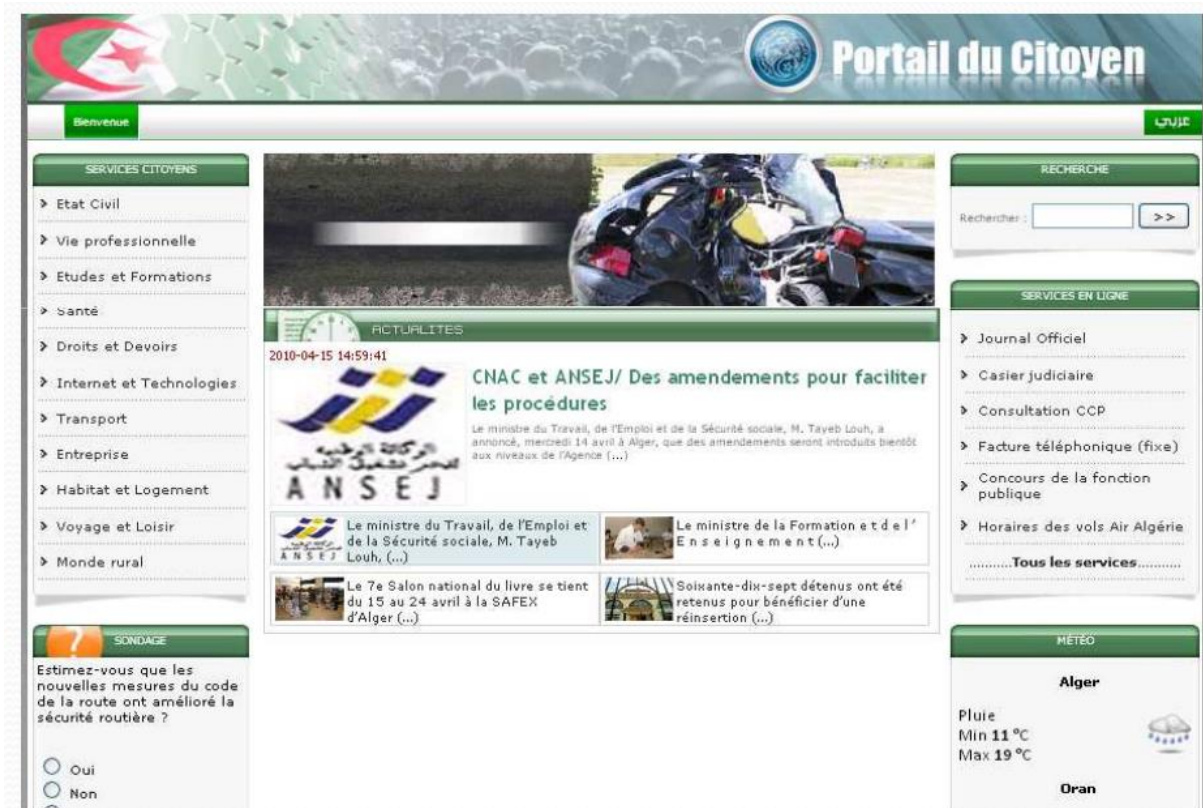 Portail du Citoyen
Bienvenue
عربي
SERVICES CITOYENS
Etat Civil
Vie professionnelle
Etudes et Formations
Santé
Droits et Devoirs
Internet et Technologies
Transport
Entreprise
Habitat et Logement
Voyage et Loisir
Monde rural
SONDAGE
Estimez-vous que les
nouvelles mesures du code
de la route ont amélioré la
sécurité routière ?
Oui
Non
ACTUALITES
2010-04-15 14:59:41
الوكالة الوطنية
لدعم تشغيل الشباب
ANSEJ
CNAC et ANSEJ/ Des amendements pour faciliter
les procédures
Le ministre du Travail, de l'Emploi et de la Sécurité sociale, M. Tayeb Louh, a
annoncé, mercredi 14 avril à Alger, que des amendements seront introduits bientôt
aux niveaux de l'Agence (...)
ANSEJ
Le ministre du Travail, de l'Emploi et
de la Sécurité sociale, M. Tayeb
Louh, (...)
Le ministre de la Formation e t d e l '
E n s e i g n e m e n t (...)
Le 7e Salon national du livre se tient
du 15 au 24 avril à la SAFEX
d'Alger (...)
Soixante-dix-sept détenus ont été
retenus pour bénéficier d'une
réinsertion (...)
RECHERCHE
Rechercher : >>
SERVICES EN LIGNE
Journal Officiel
Casier judiciaire
Consultation CCP
Facture téléphonique (fixe)
Concours de la fonction
publique
Horaires des vols Air Algérie
...........Tous les services...........
MÉTÉO
Alger
Pluie
Min 11 °C
Max 19 °C
Oran